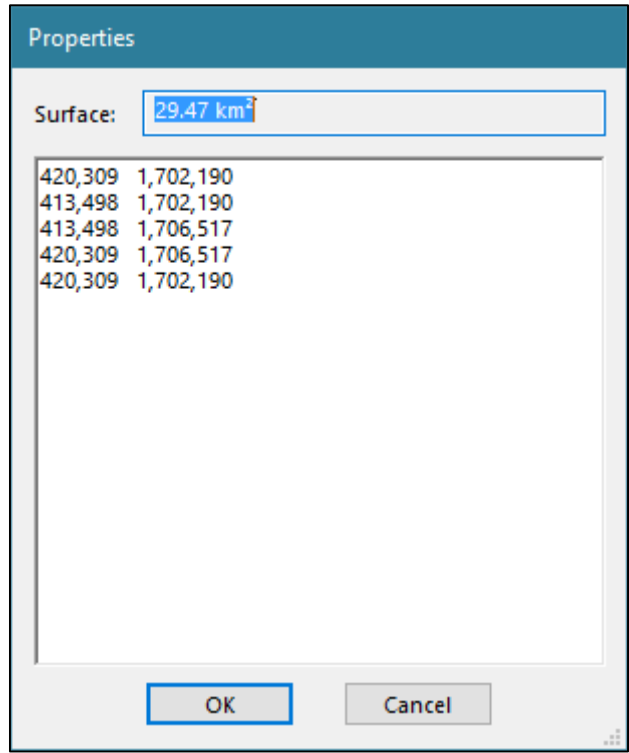 Properties
Surface: 29.47 km²
420,309 1,702,190
413,498 1,702,190
413,498 1,706,517
420,309 1,706,517
420,309 1,702,190
OK Cancel